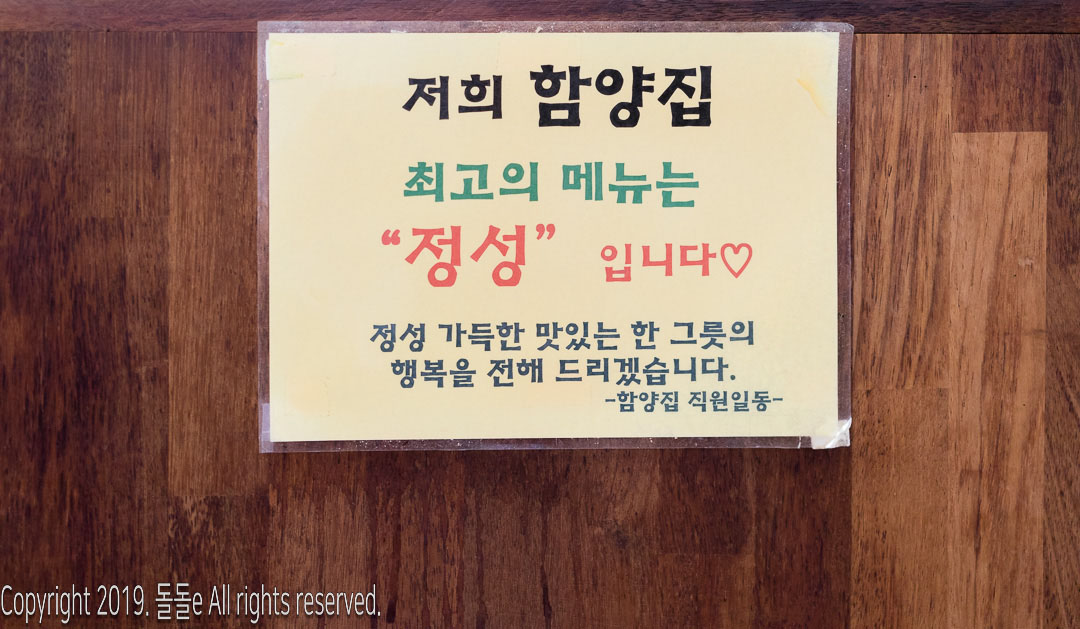 저희 함양집
최고의 메뉴는
“정성” 입니다♡
정성 가득한 맛있는 한 그릇의
행복을 전해 드리겠습니다.
-함양집 직원일동-
Copyright 2019. 돌돌e All rights reserved.